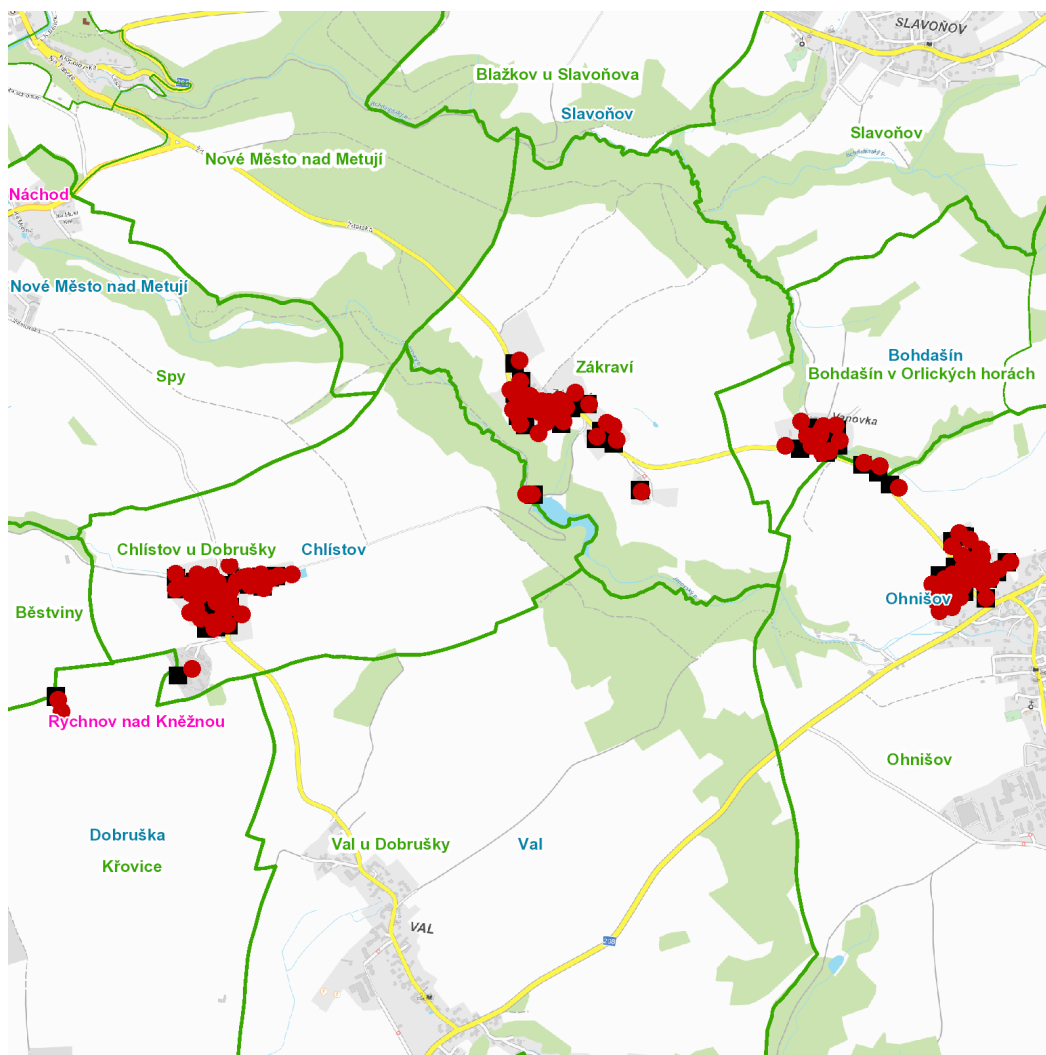 SLAVOŇOV
Blažkov u Slavoňova
Slavoňov
Slavoňov
Nové Město nad Metují
Náchod
Nové Město nad Metují
Bohdašín
Zákraví
Bohdašín v Orlických horách
Spy
Vanovka
Chlístov u Dobrušky
Chlístov
Běstviny
Ohnišov
Rychnov nad Kněžnou
Ohnišov
Dobruška
Val u Dobrušky
Val
Křovice
VAL